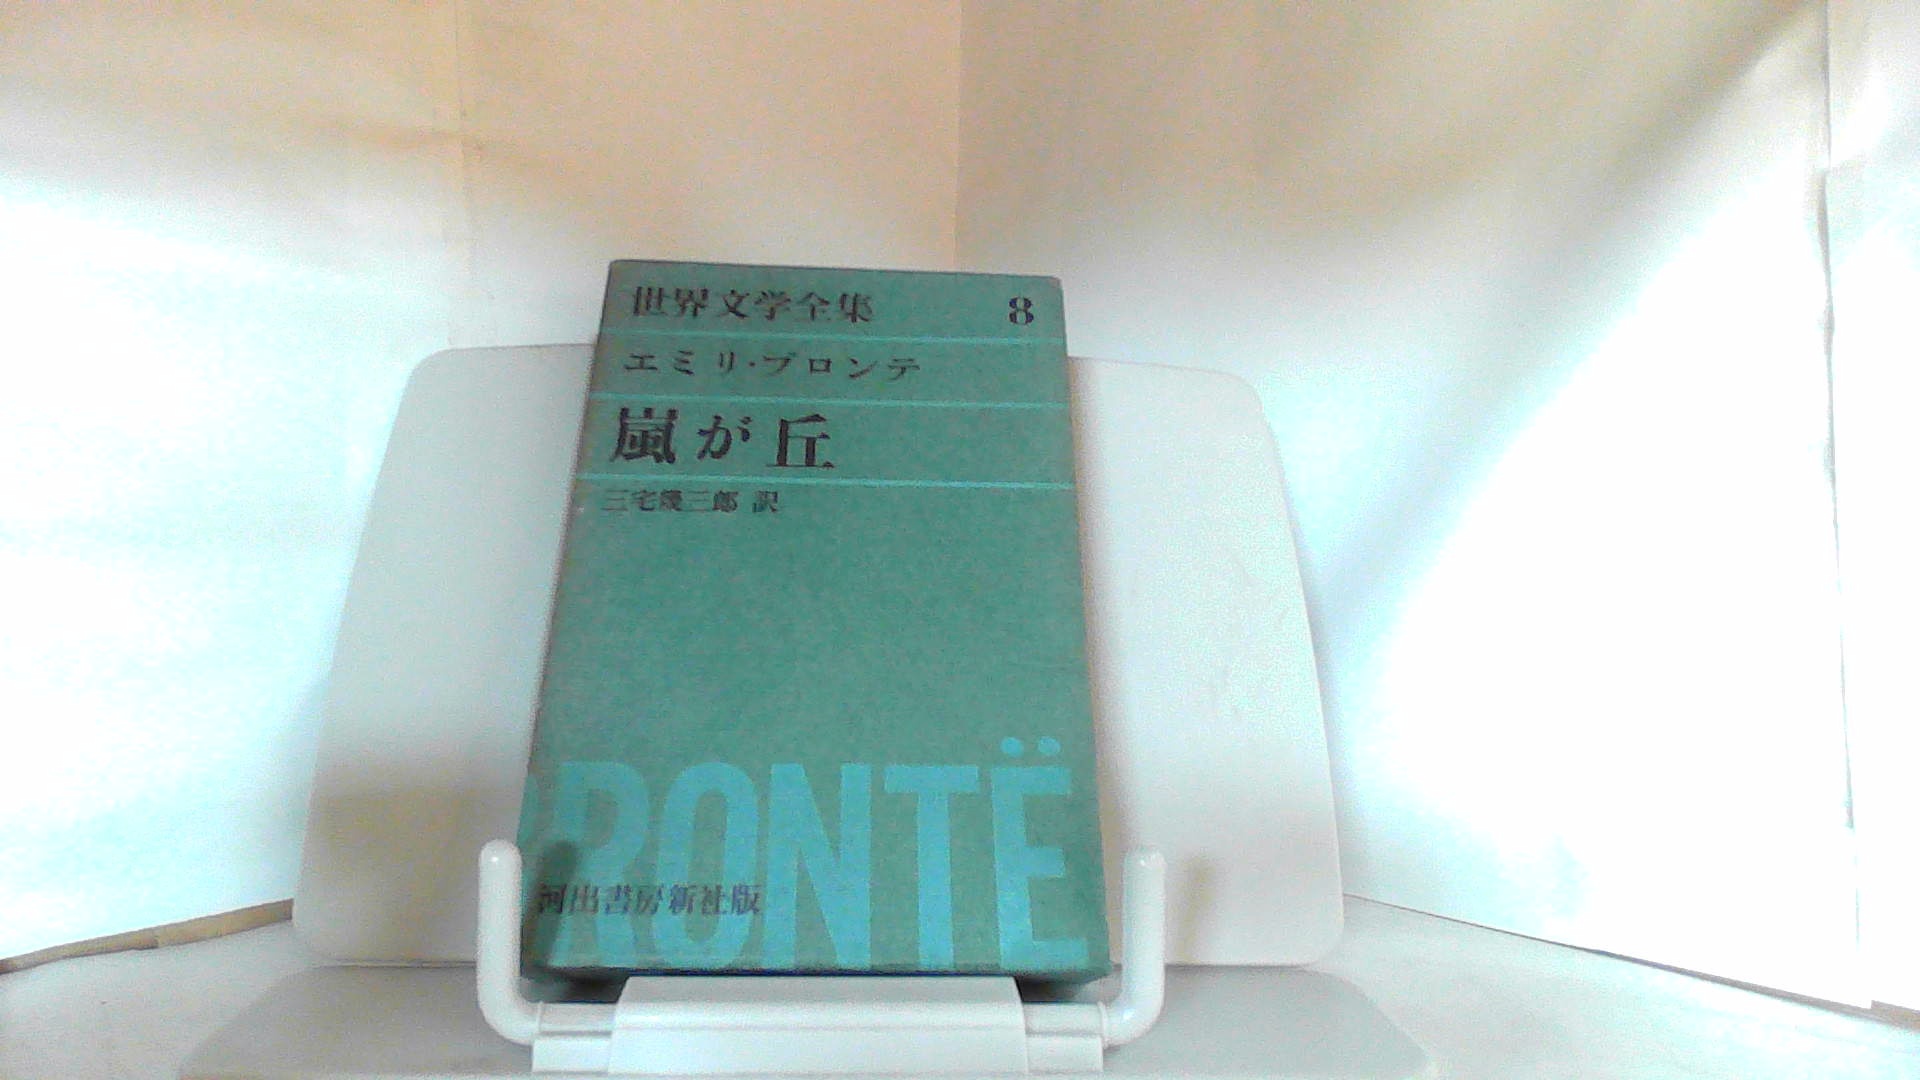 世界文学全集 8
エミリ・ブロンテ
嵐が丘
三宅幾三郎 訳
BRONTË
河出書房新社版